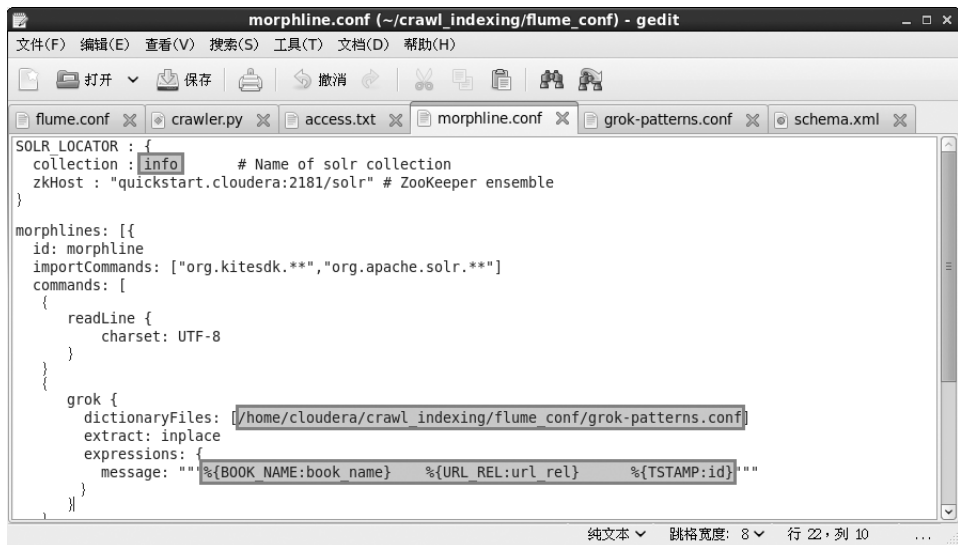 morphline.conf (~/crawl_indexing/flume_conf) - gedit
文件(F) 编辑(E) 查看(V) 搜索(S) 工具(T) 文档(D) 帮助(H)
打开 保存 撤消
flume.conf crawler.py access.txt morphline.conf grok-patterns.conf schema.xml
SOLR_LOCATOR : {
  collection : info       # Name of solr collection
  zkHost : "quickstart.cloudera:2181/solr" # ZooKeeper ensemble
}
morphlines: [{
  id: morphline
  importCommands: ["org.kitesdk.**","org.apache.solr.**"]
  commands: [
   {
      readLine {
          charset: UTF-8
      }
   }
   {
      grok {
        dictionaryFiles: [/home/cloudera/crawl_indexing/flume_conf/grok-patterns.conf]
        extract: inplace
        expressions: {
          message: """%{BOOK_NAME:book_name}    %{URL_REL:url_rel}      %{TSTAMP:id}"""
        }
      }
   }
纯文本 跳格宽度: 8 行 22，列 10 ...